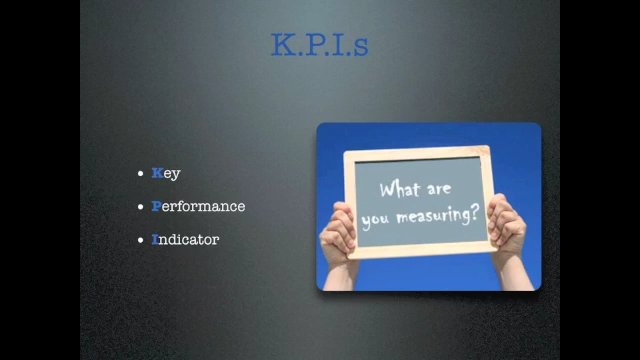 K.P.I.s
Key
Performance
Indicator
What are
you measuring?